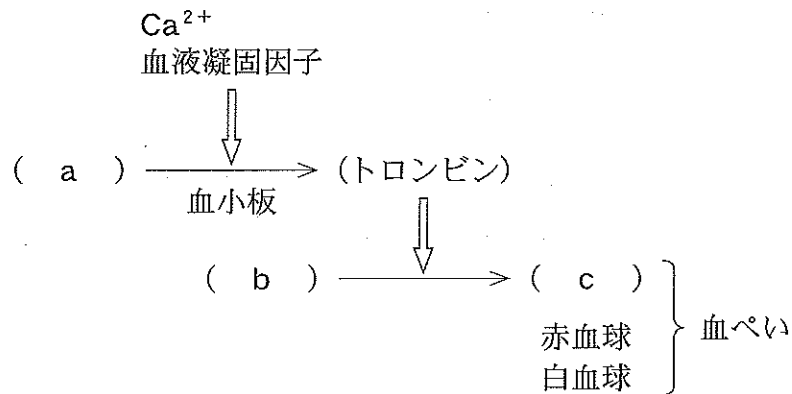 Ca²⁺
血液凝固因子
( a ) (トロンビン)
血小板
( b ) ( c )
血ぺい
赤血球
白血球